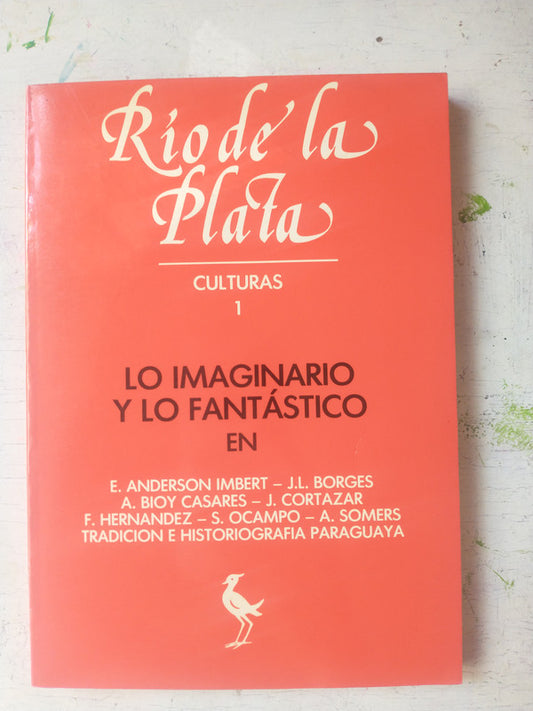 Río de la
Plata
CULTURAS
1
LO IMAGINARIO
Y LO FANTÁSTICO
EN
E. ANDERSON IMBERT – J.L. BORGES
A. BIOY CASARES – J. CORTAZAR
F. HERNANDEZ – S. OCAMPO – A. SOMERS
TRADICION E HISTORIOGRAFIA PARAGUAYA